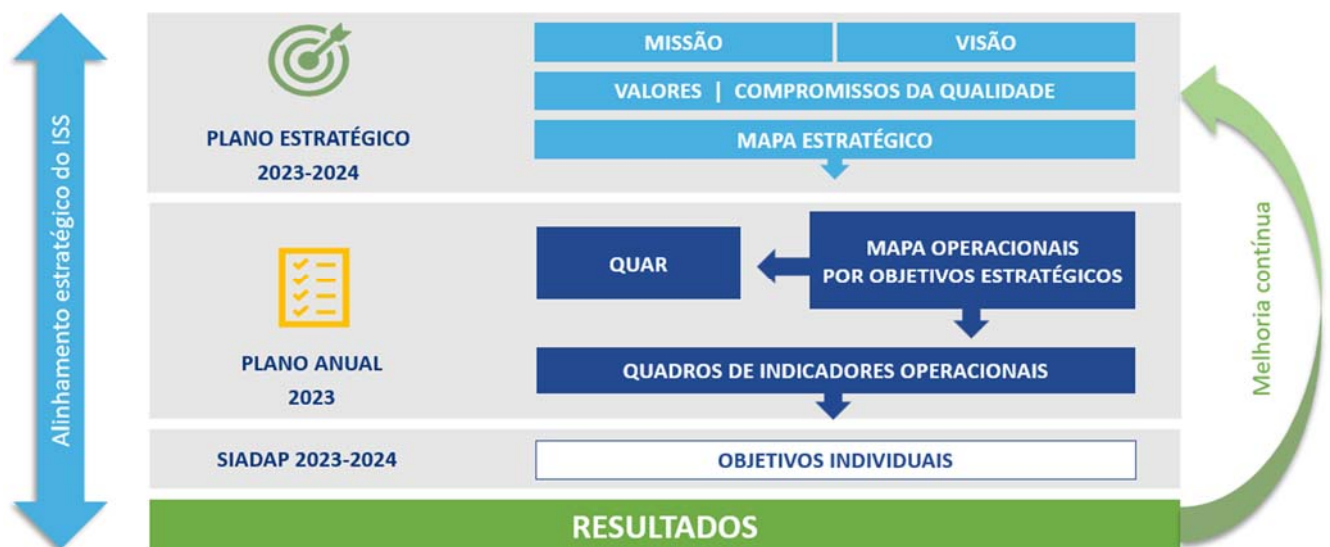 Alinhamento estratégico do ISS
PLANO ESTRATÉGICO
2023-2024
MISSÃO
VISÃO
VALORES | COMPROMISSOS DA QUALIDADE
MAPA ESTRATÉGICO
PLANO ANUAL
2023
QUAR
MAPA OPERACIONAIS
POR OBJETIVOS ESTRATÉGICOS
QUADROS DE INDICADORES OPERACIONAIS
SIADAP 2023-2024
OBJETIVOS INDIVIDUAIS
RESULTADOS
Melhoria contínua